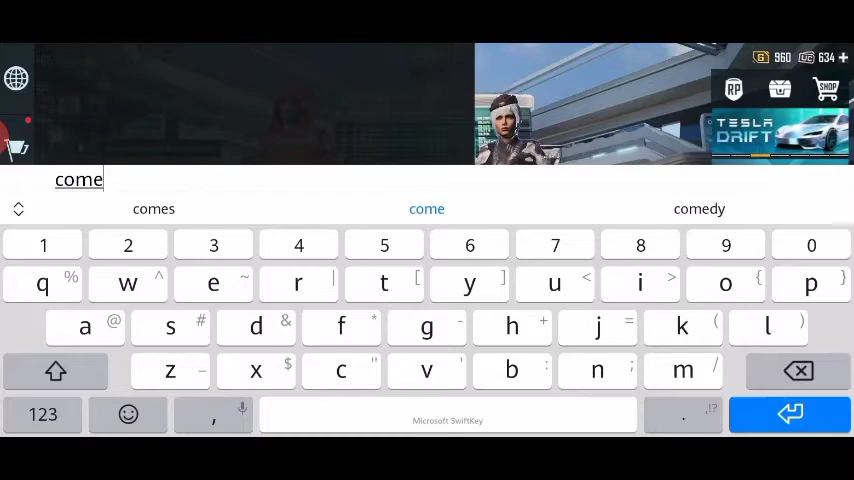 960 UC 634 +
RP SHOP
TESLA
DRIFT
come
comes come comedy
1 2 3 4 5 6 7 8 9 0
q % w ^ e ~ r | t [ y ] u < i > o { p }
a @ s # d & f * g - h + j = k ( l )
z _ x $ c " v ' b : n ; m /
123 , Microsoft SwiftKey . ,!?